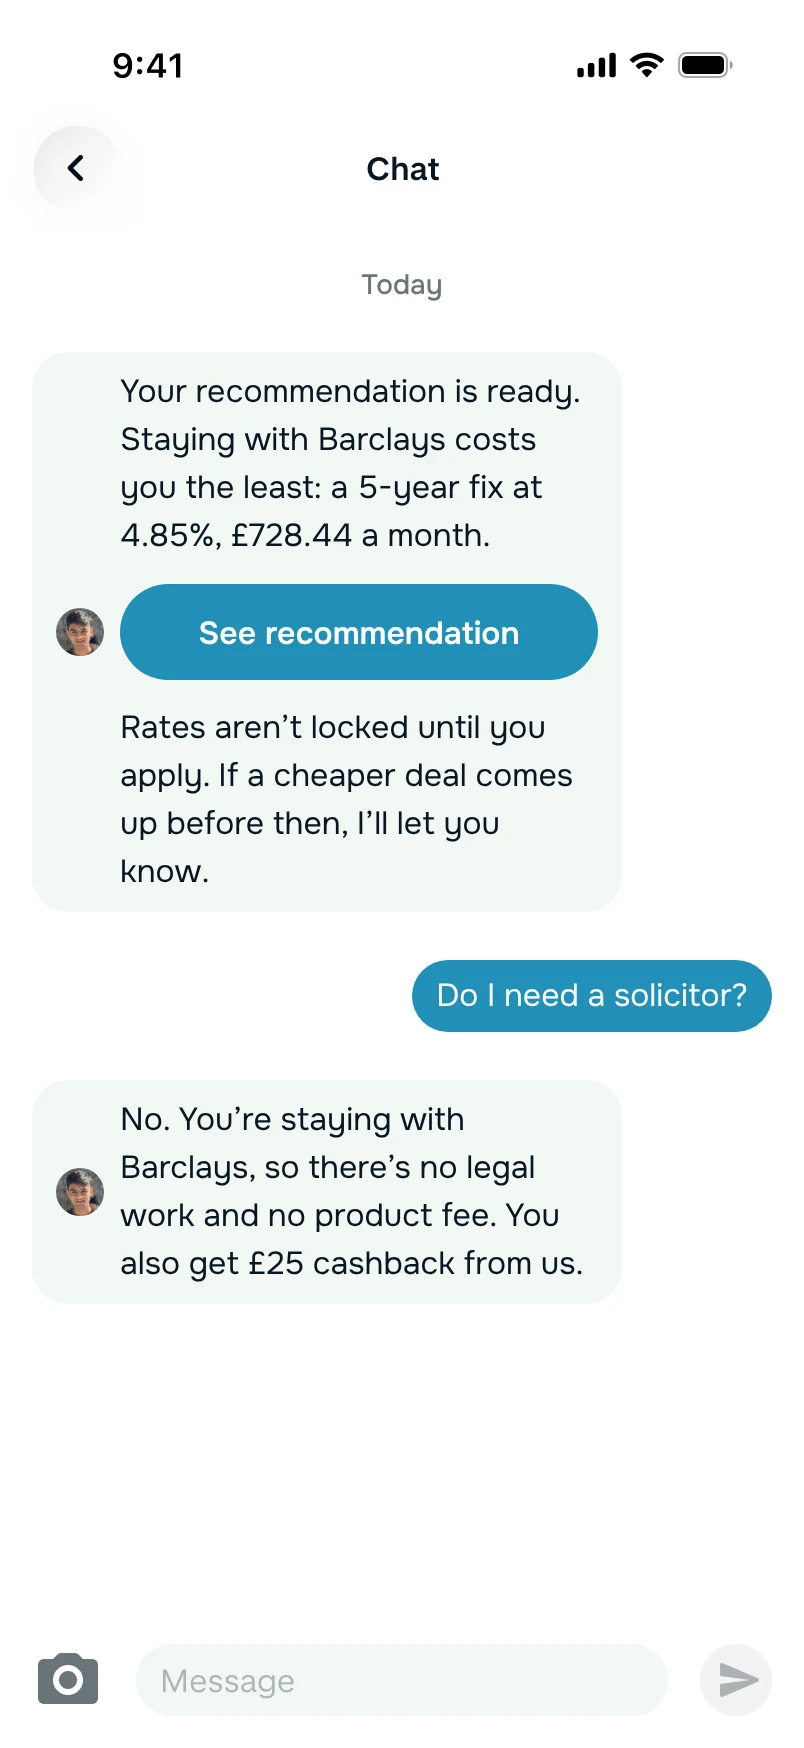 9:41
Chat
Today
Your recommendation is ready.
Staying with Barclays costs
you the least: a 5-year fix at
4.85%, £728.44 a month.
See recommendation
Rates aren’t locked until you
apply. If a cheaper deal comes
up before then, I’ll let you
know.
Do I need a solicitor?
No. You’re staying with
Barclays, so there’s no legal
work and no product fee. You
also get £25 cashback from us.
Message